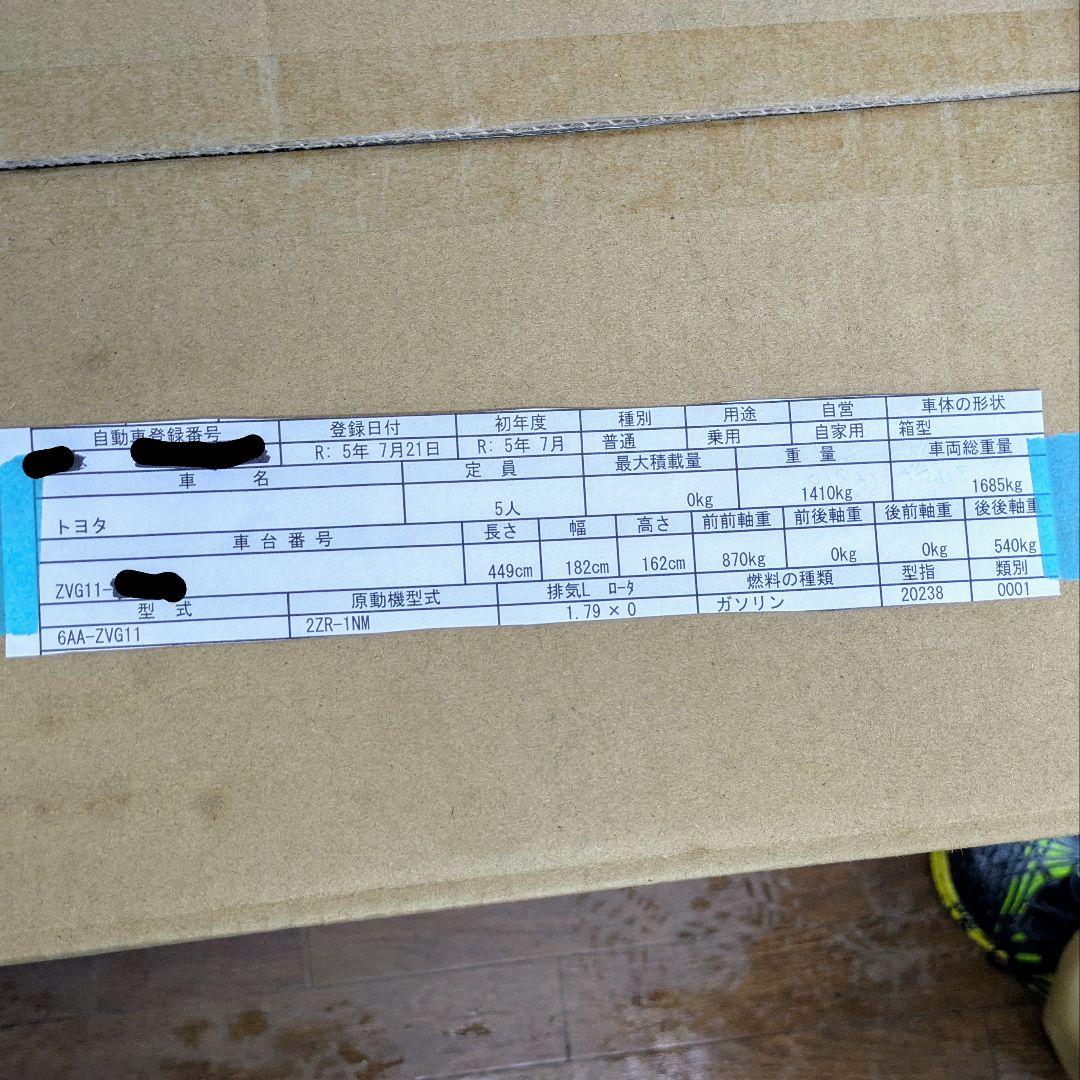 自動車登録番号 登録日付 初年度 種別 用途 自営 車体の形状
R: 5年 7月21日 R: 5年 7月 普通 乗用 自家用 箱型
車 名 定 員 最大積載量 重 量 車両総重量
トヨタ 5人 0kg 1410kg 1685kg
車 台 番 号 長さ 幅 高さ 前前軸重 前後軸重 後前軸重 後後軸重
ZVG11- 449cm 182cm 162cm 870kg 0kg 0kg 540kg
型 式 原動機型式 排気L ロータ 燃料の種類 型指 類別
6AA-ZVG11 2ZR-1NM 1.79 × 0 ガソリン 20238 0001